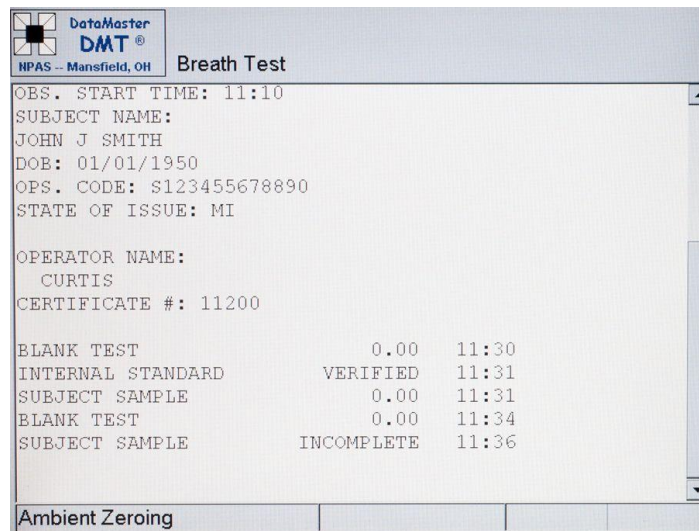 DataMaster
DMT ®
NPAS -- Mansfield, OH
Breath Test
OBS. START TIME: 11:10
SUBJECT NAME:
JOHN J SMITH
DOB: 01/01/1950
OPS. CODE: S123455678890
STATE OF ISSUE: MI
OPERATOR NAME:
CURTIS
CERTIFICATE #: 11200
BLANK TEST 0.00 11:30
INTERNAL STANDARD VERIFIED 11:31
SUBJECT SAMPLE 0.00 11:31
BLANK TEST 0.00 11:34
SUBJECT SAMPLE INCOMPLETE 11:36
Ambient Zeroing